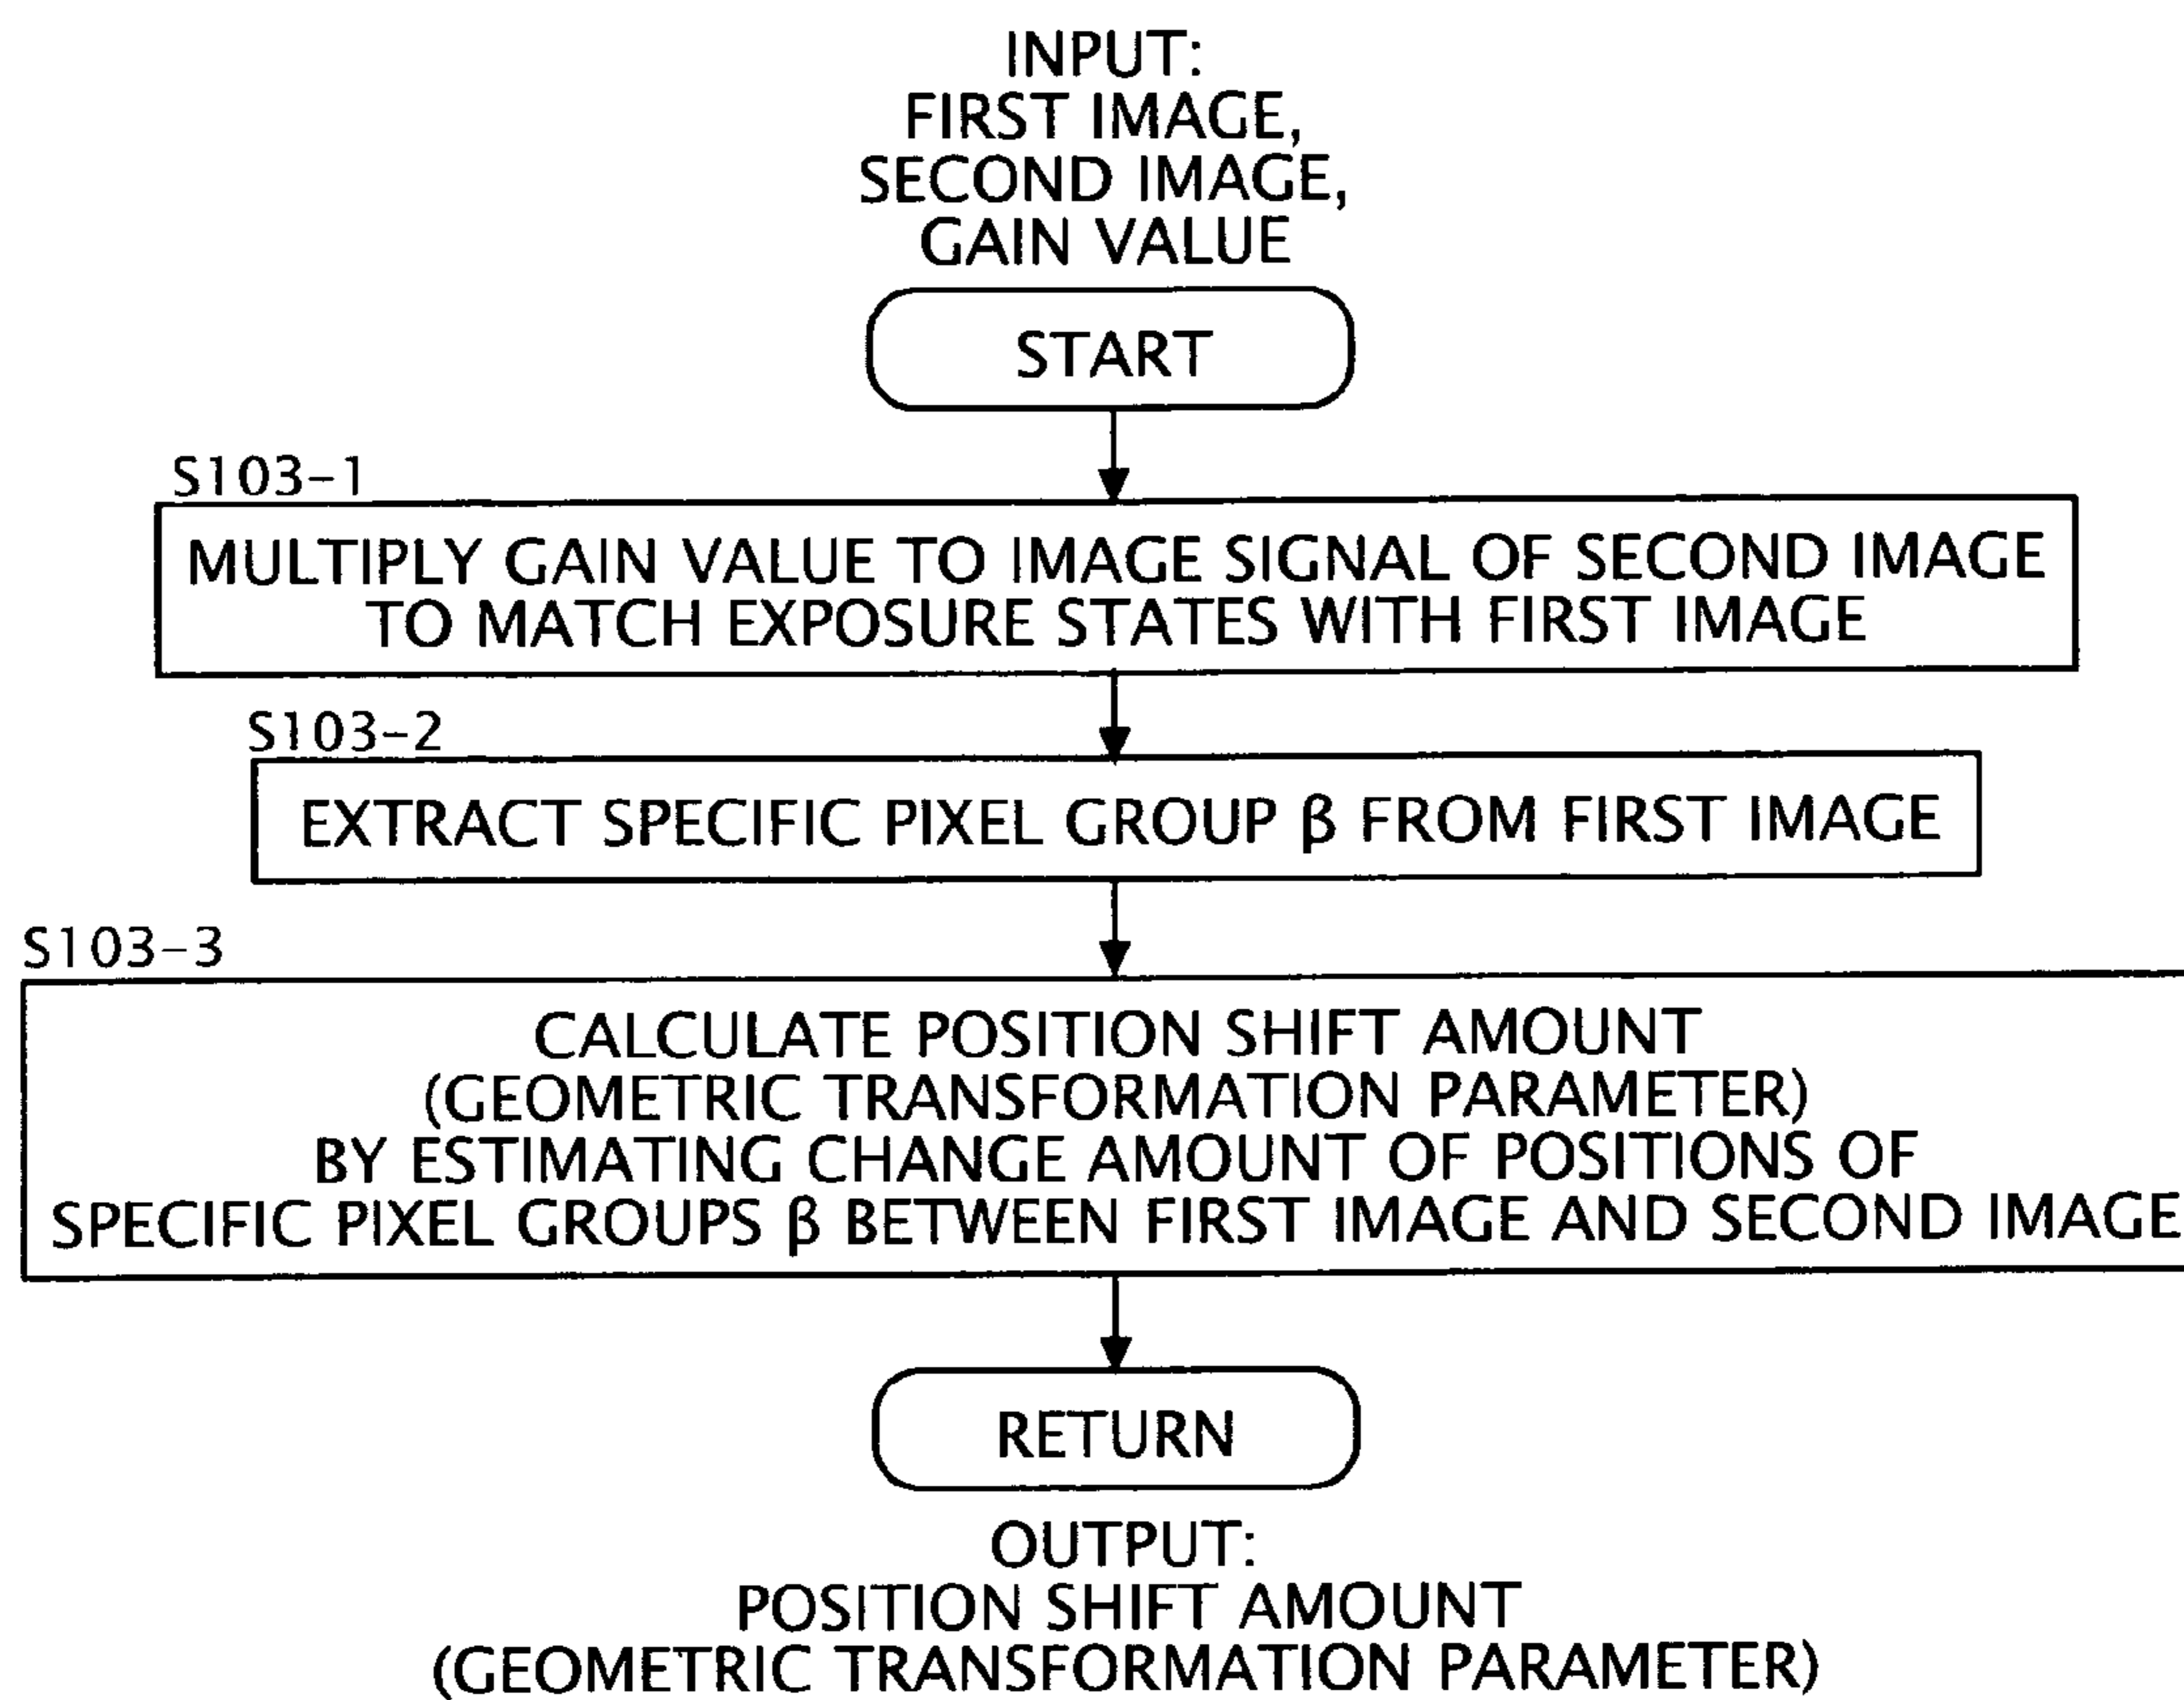 INPUT:
FIRST IMAGE,
SECOND IMAGE,
GAIN VALUE
START
S103-1
MULTIPLY GAIN VALUE TO IMAGE SIGNAL OF SECOND IMAGE
TO MATCH EXPOSURE STATES WITH FIRST IMAGE
S103-2
EXTRACT SPECIFIC PIXEL GROUP β FROM FIRST IMAGE
S103-3
CALCULATE POSITION SHIFT AMOUNT
(GEOMETRIC TRANSFORMATION PARAMETER)
BY ESTIMATING CHANGE AMOUNT OF POSITIONS OF
SPECIFIC PIXEL GROUPS β BETWEEN FIRST IMAGE AND SECOND IMAGE
RETURN
OUTPUT:
POSITION SHIFT AMOUNT
(GEOMETRIC TRANSFORMATION PARAMETER)